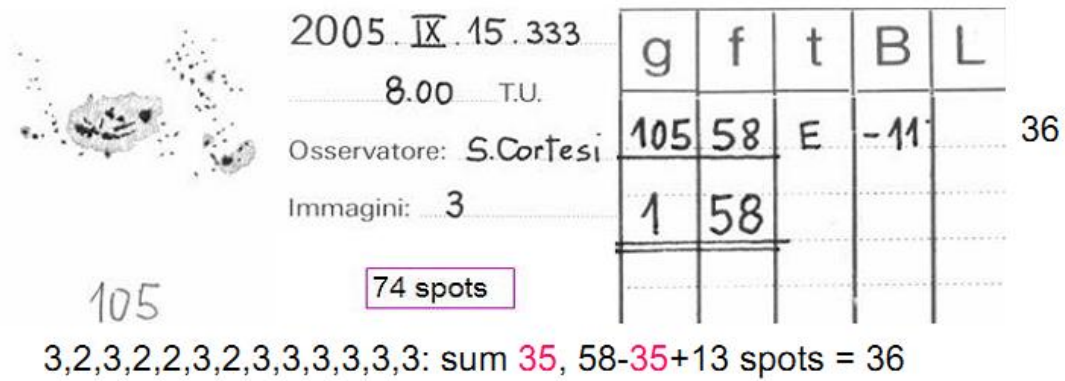 2005. IX. 15.333
8.00 T.U.
Osservatore: S.Cortesi
Immagini: 3
g f t B L
105 58 E -11
1 58
36
74 spots
105
3,2,3,2,2,3,2,3,3,3,3,3,3: sum 35, 58-35+13 spots = 36